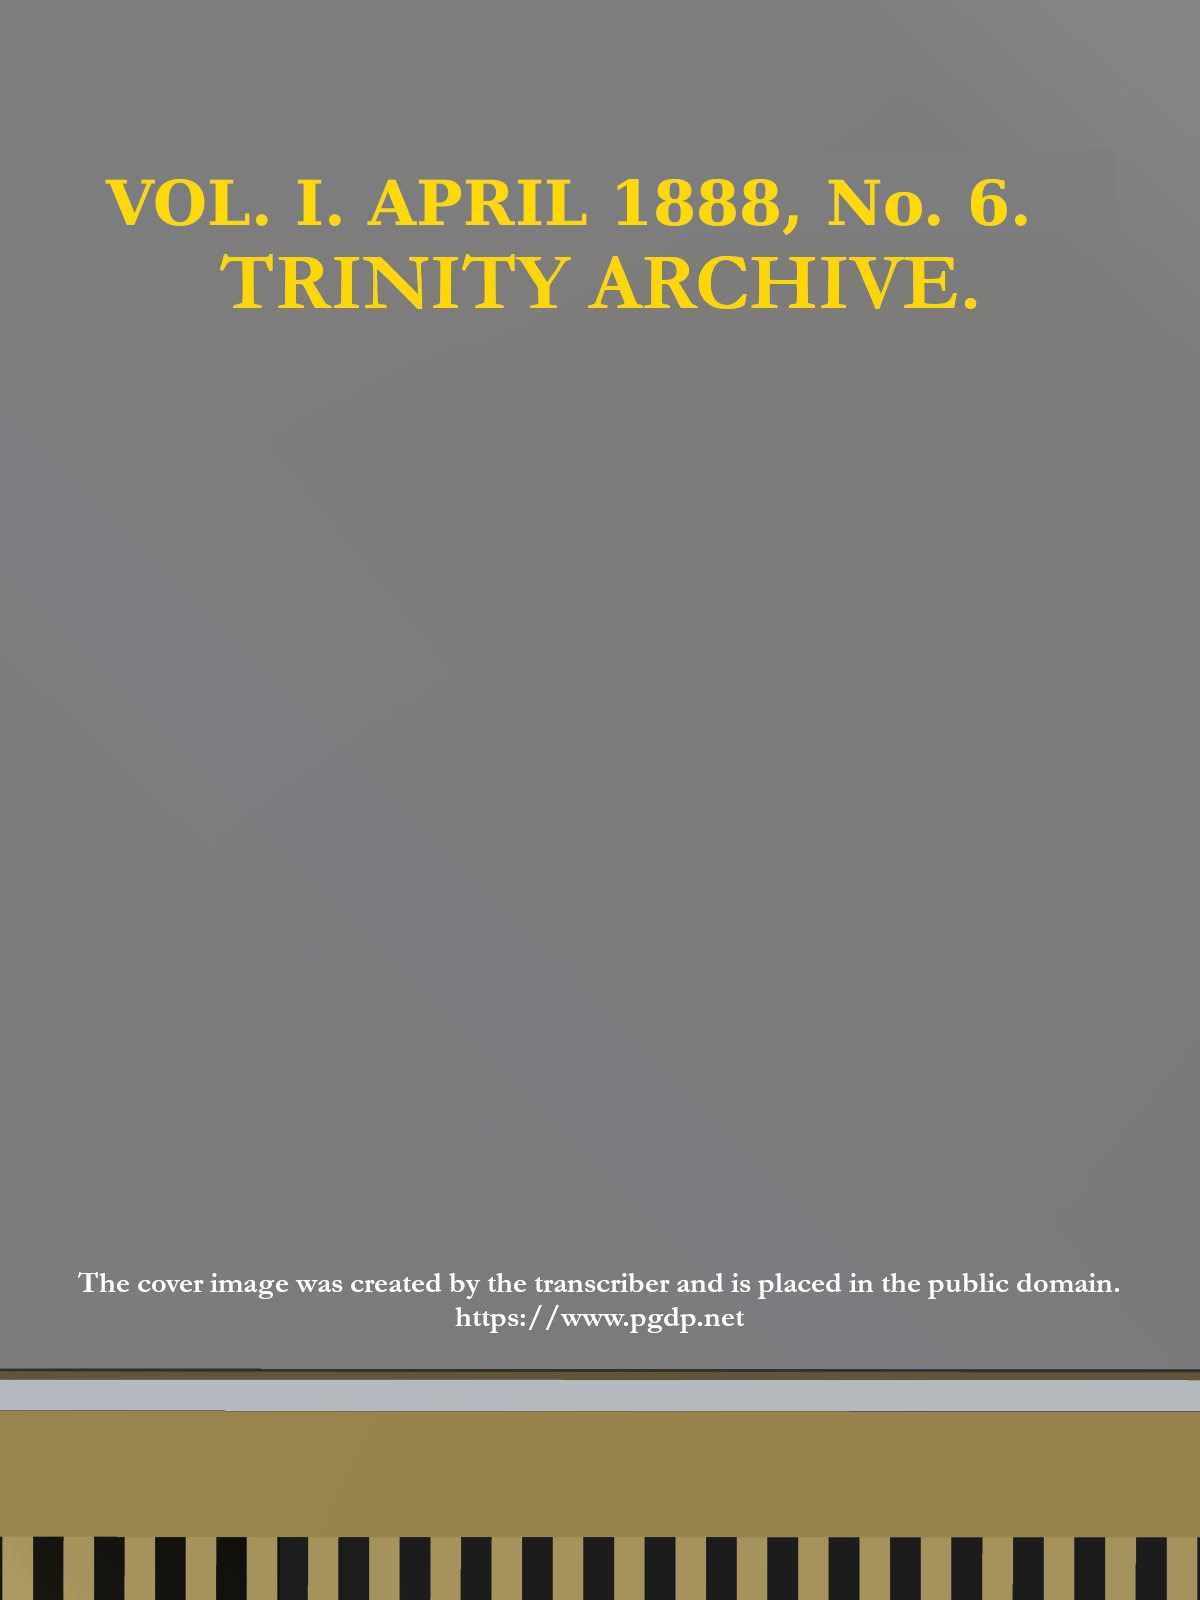 VOL. I. APRIL 1888, No. 6.
TRINITY ARCHIVE.
The cover image was created by the transcriber and is placed in the public domain.
https://www.pgdp.net